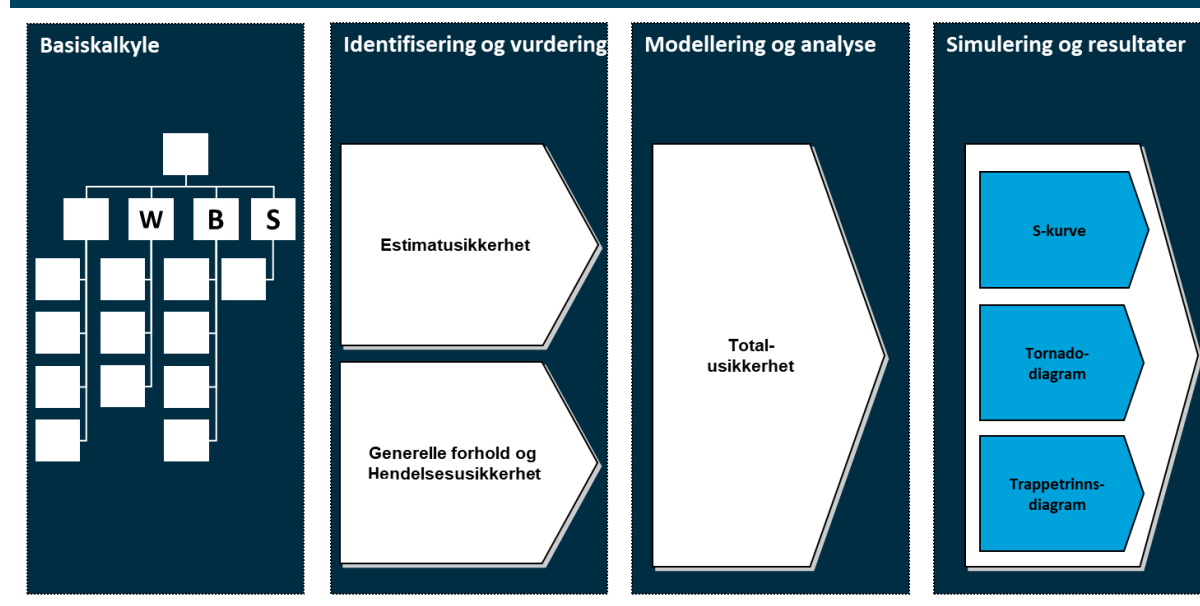 Basiskalkyle
W
B
S
Identifisering og vurdering
Estimatusikkerhet
Generelle forhold og
Hendelsesusikkerhet
Modellering og analyse
Total-
usikkerhet
Simulering og resultater
S-kurve
Tornado-
diagram
Trappetrinns-
diagram